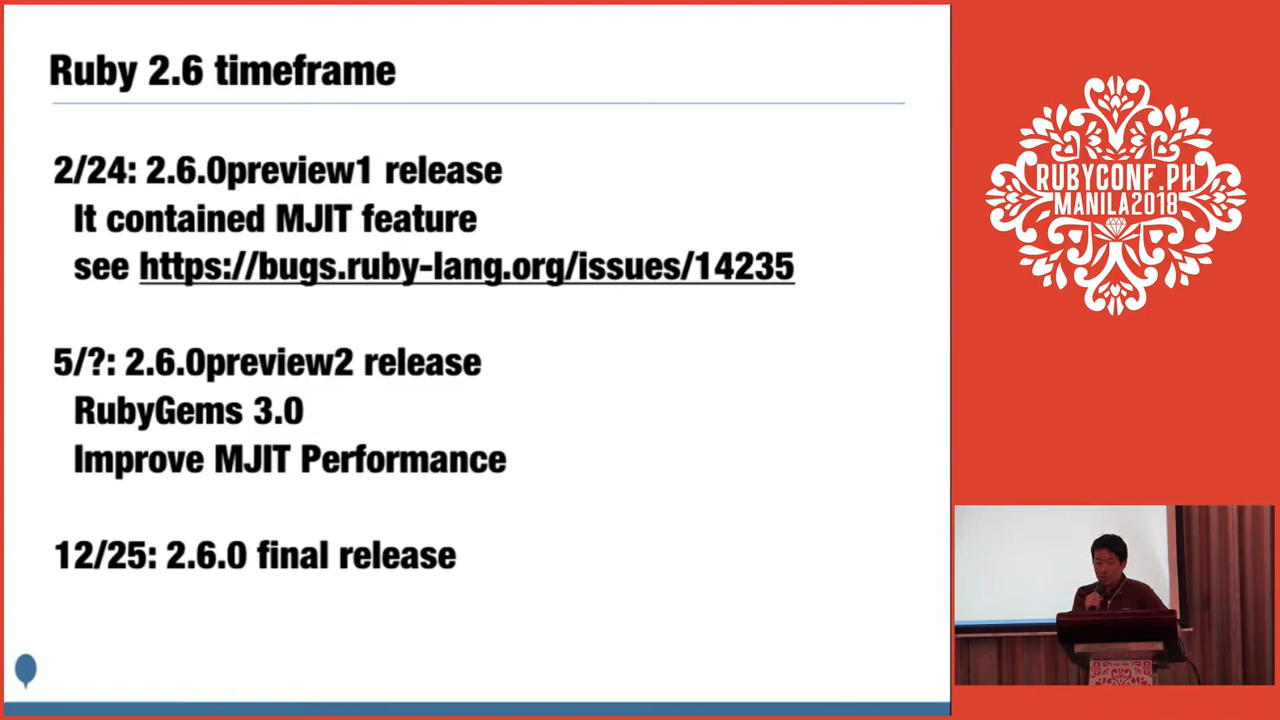 Ruby 2.6 timeframe
2/24: 2.6.0preview1 release
It contained MJIT feature
see https://bugs.ruby-lang.org/issues/14235
5/?: 2.6.0preview2 release
RubyGems 3.0
Improve MJIT Performance
12/25: 2.6.0 final release
RUBYCONF.PH
MANILA2018